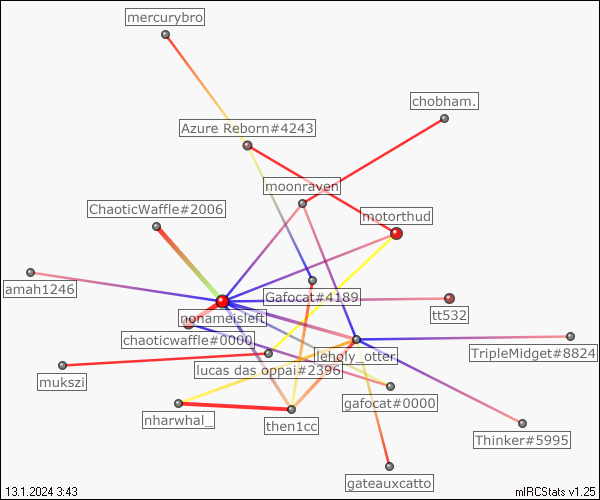 mercurybro
chobham.
Azure Reborn#4243
moonraven
ChaoticWaffle#2006
motorthud
amah1246
Gafocat#4189
nonameisleft
tt532
chaoticwaffle#0000
leholy_otter
TripleMidget#8824
lucas das oppai#2396
mukszi
gafocat#0000
nharwhal_
then1cc
Thinker#5995
gateauxcatto
13.1.2024 3:43
mIRCStats v1.25